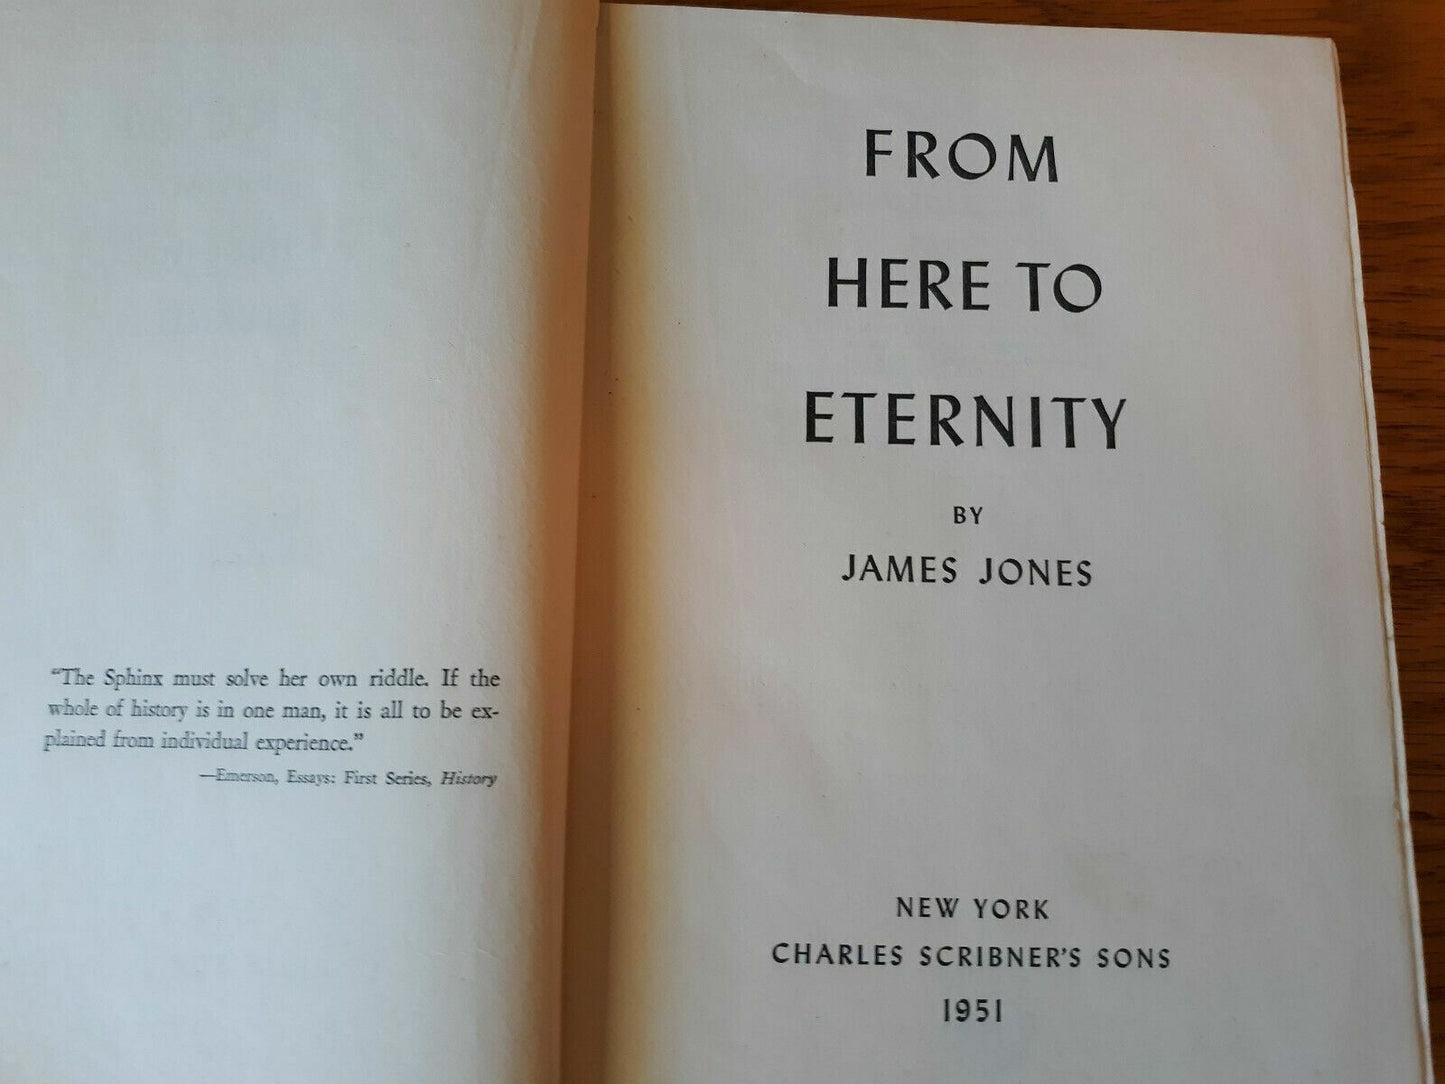 “The Sphinx must solve her own riddle. If the
whole of history is in one man, it is all to be ex-
plained from individual experience.”
—Emerson, Essays: First Series, History
FROM
HERE TO
ETERNITY
BY
JAMES JONES
NEW YORK
CHARLES SCRIBNER'S SONS
1951